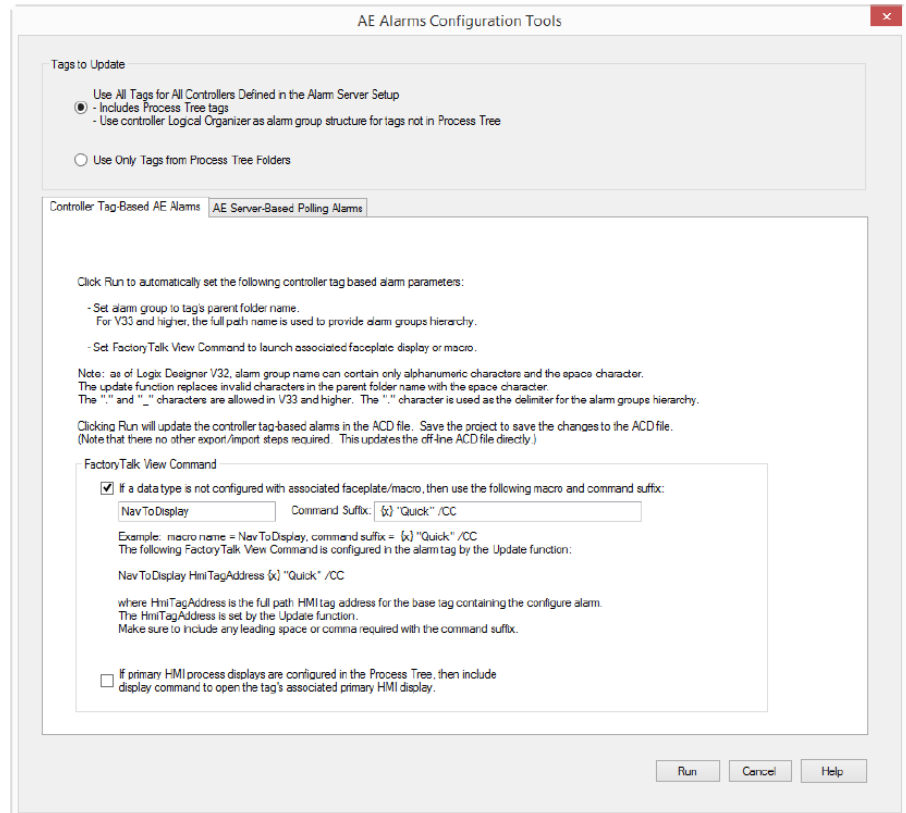 AE Alarms Configuration Tools
Tags to Update
Use All Tags for All Controllers Defined in the Alarm Server Setup
- Includes Process Tree tags
- Use controller Logical Organizer as alarm group structure for tags not in Process Tree
Use Only Tags from Process Tree Folders
Controller Tag-Based AE Alarms
AE Server-Based Polling Alarms
Click Run to automatically set the following controller tag based alarm parameters:
- Set alarm group to tag's parent folder name.
For V33 and higher, the full path name is used to provide alarm groups hierarchy.
- Set FactoryTalk View Command to launch associated faceplate display or macro.
Note: as of Logix Designer V32, alarm group name can contain only alphanumeric characters and the space character.
The update function replaces invalid characters in the parent folder name with the space character.
The "." and "_" characters are allowed in V33 and higher. The "." character is used as the delimiter for the alarm groups hierarchy.
Clicking Run will update the controller tag-based alarms in the ACD file. Save the project to save the changes to the ACD file.
(Note that there no other export/import steps required. This updates the off-line ACD file directly.)
FactoryTalk View Command
If a data type is not configured with associated faceplate/macro, then use the following macro and command suffix:
NavToDisplay
Command Suffix:
{x} "Quick" /CC
Example: macro name = NavToDisplay, command suffix = {x} "Quick" /CC
The following FactoryTalk View Command is configured in the alarm tag by the Update function:
NavToDisplay HmiTagAddress {x} "Quick" /CC
where HmiTagAddress is the full path HMI tag address for the base tag containing the configure alarm.
The HmiTagAddress is set by the Update function.
Make sure to include any leading space or comma required with the command suffix.
If primary HMI process displays are configured in the Process Tree, then include
display command to open the tag's associated primary HMI display.
Run
Cancel
Help